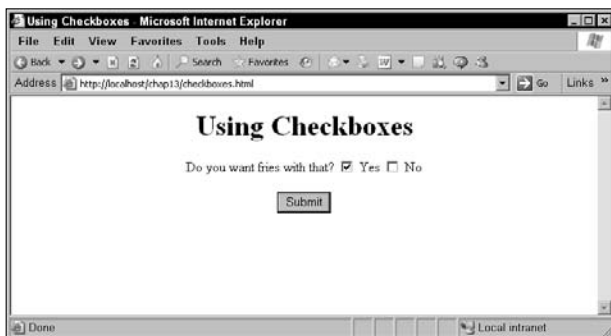 Using Checkboxes - Microsoft Internet Explorer
File Edit View Favorites Tools Help
Back Search Favorites
Address http://localhost/chap13/checkboxes.html Go Links »
Using Checkboxes
Do you want fries with that? Yes No
Submit
Done Local intranet